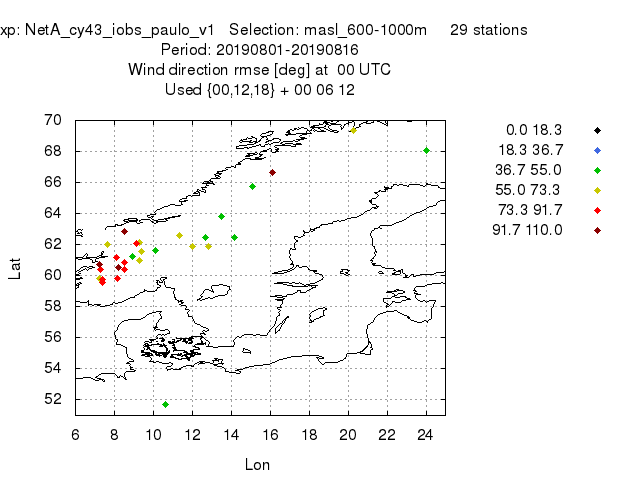 xp: NetA_cy43_iobs_paulo_v1 Selection: masl_600-1000m 29 stations
Period: 20190801-20190816
Wind direction rmse [deg] at 00 UTC
Used {00,12,18} + 00 06 12
70
68
66
64
62
60
58
56
54
52
Lat
6 8 10 12 14 16 18 20 22 24
Lon
0.0 18.3
18.3 36.7
36.7 55.0
55.0 73.3
73.3 91.7
91.7 110.0